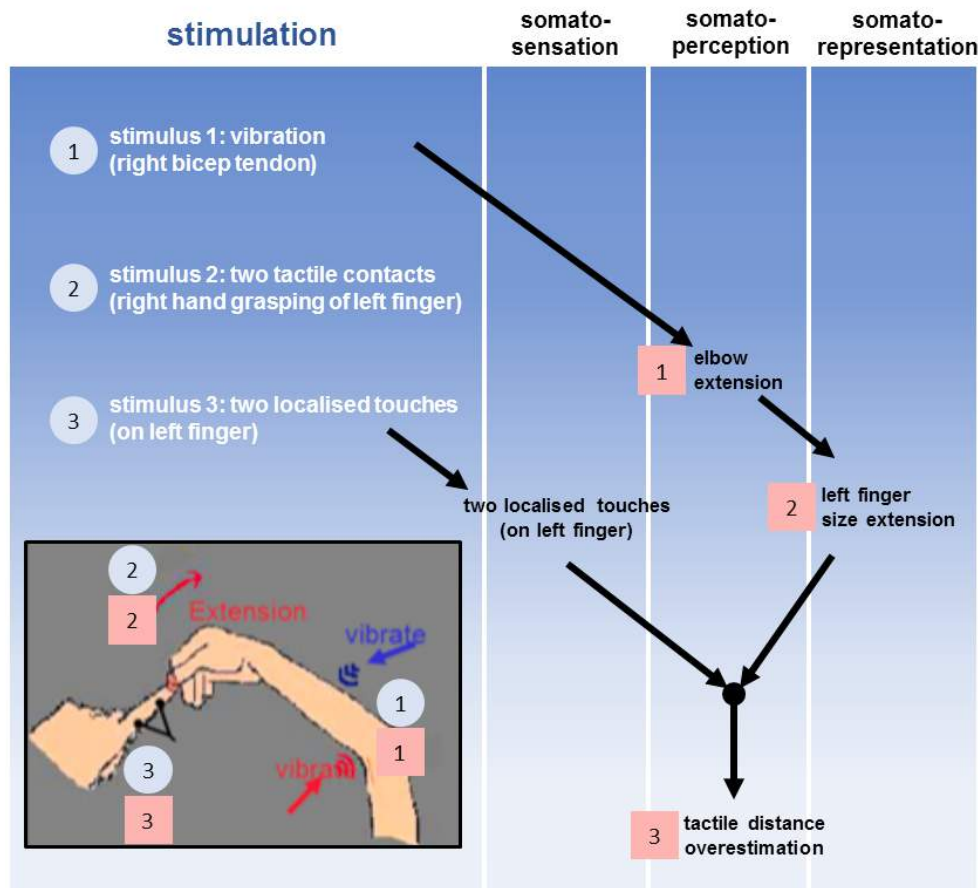 stimulation
somato-
sensation
somato-
perception
somato-
representation
1
stimulus 1: vibration
(right bicep tendon)
2
stimulus 2: two tactile contacts
(right hand grasping of left finger)
3
stimulus 3: two localised touches
(on left finger)
1
elbow
extension
two localised touches
(on left finger)
2
left finger
size extension
2
2
Extension
vibrate
1
1
vibrate
3
3
3
tactile distance
overestimation